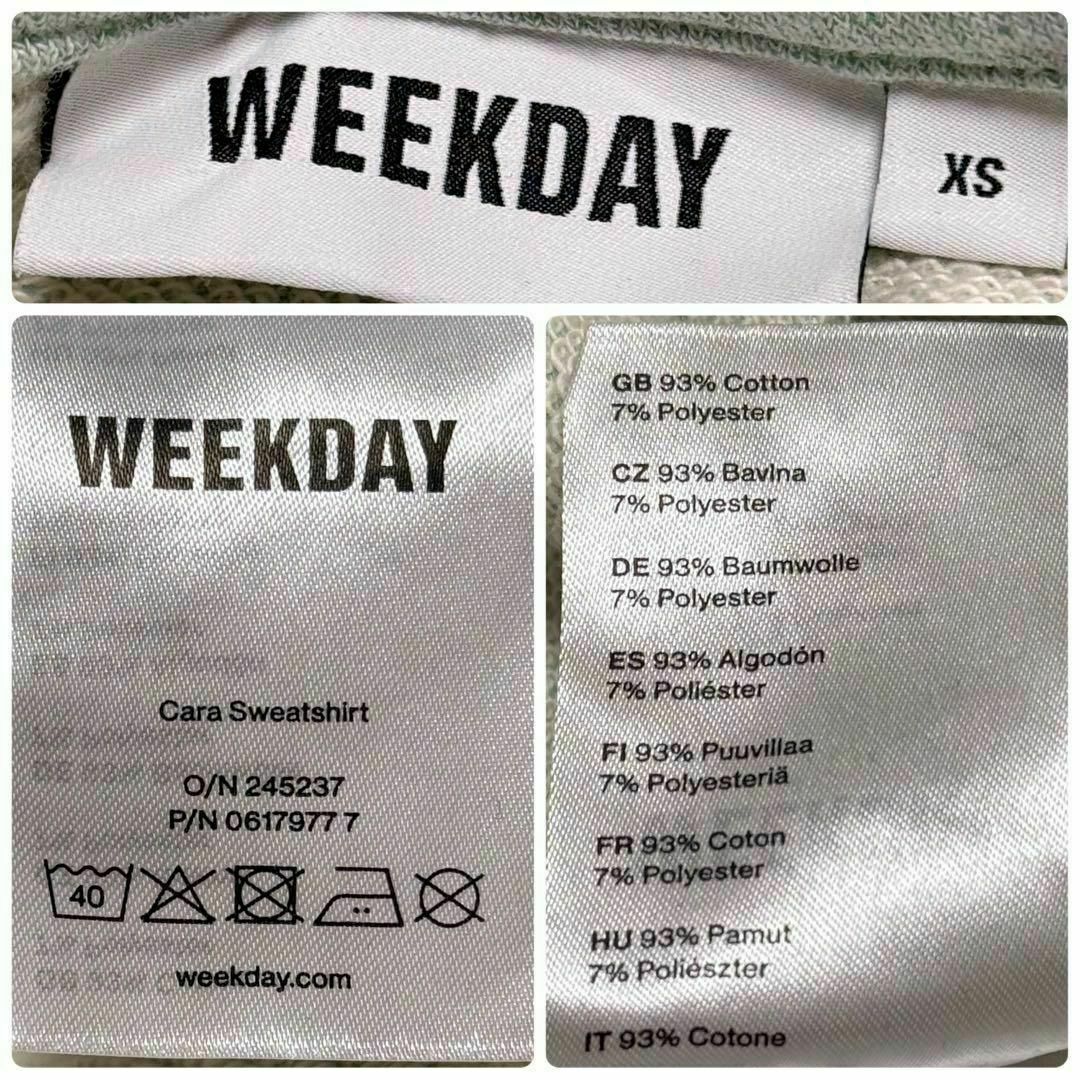 WEEKDAY
XS
WEEKDAY
Cara Sweatshirt
O/N 245237
P/N 0617977 7
40
weekday.com
GB 93% Cotton
7% Polyester
CZ 93% Bavlna
7% Polyester
DE 93% Baumwolle
7% Polyester
ES 93% Algodón
7% Poliéster
FI 93% Puuvillaa
7% Polyesteriä
FR 93% Coton
7% Polyester
HU 93% Pamut
7% Poliészter
IT 93% Cotone